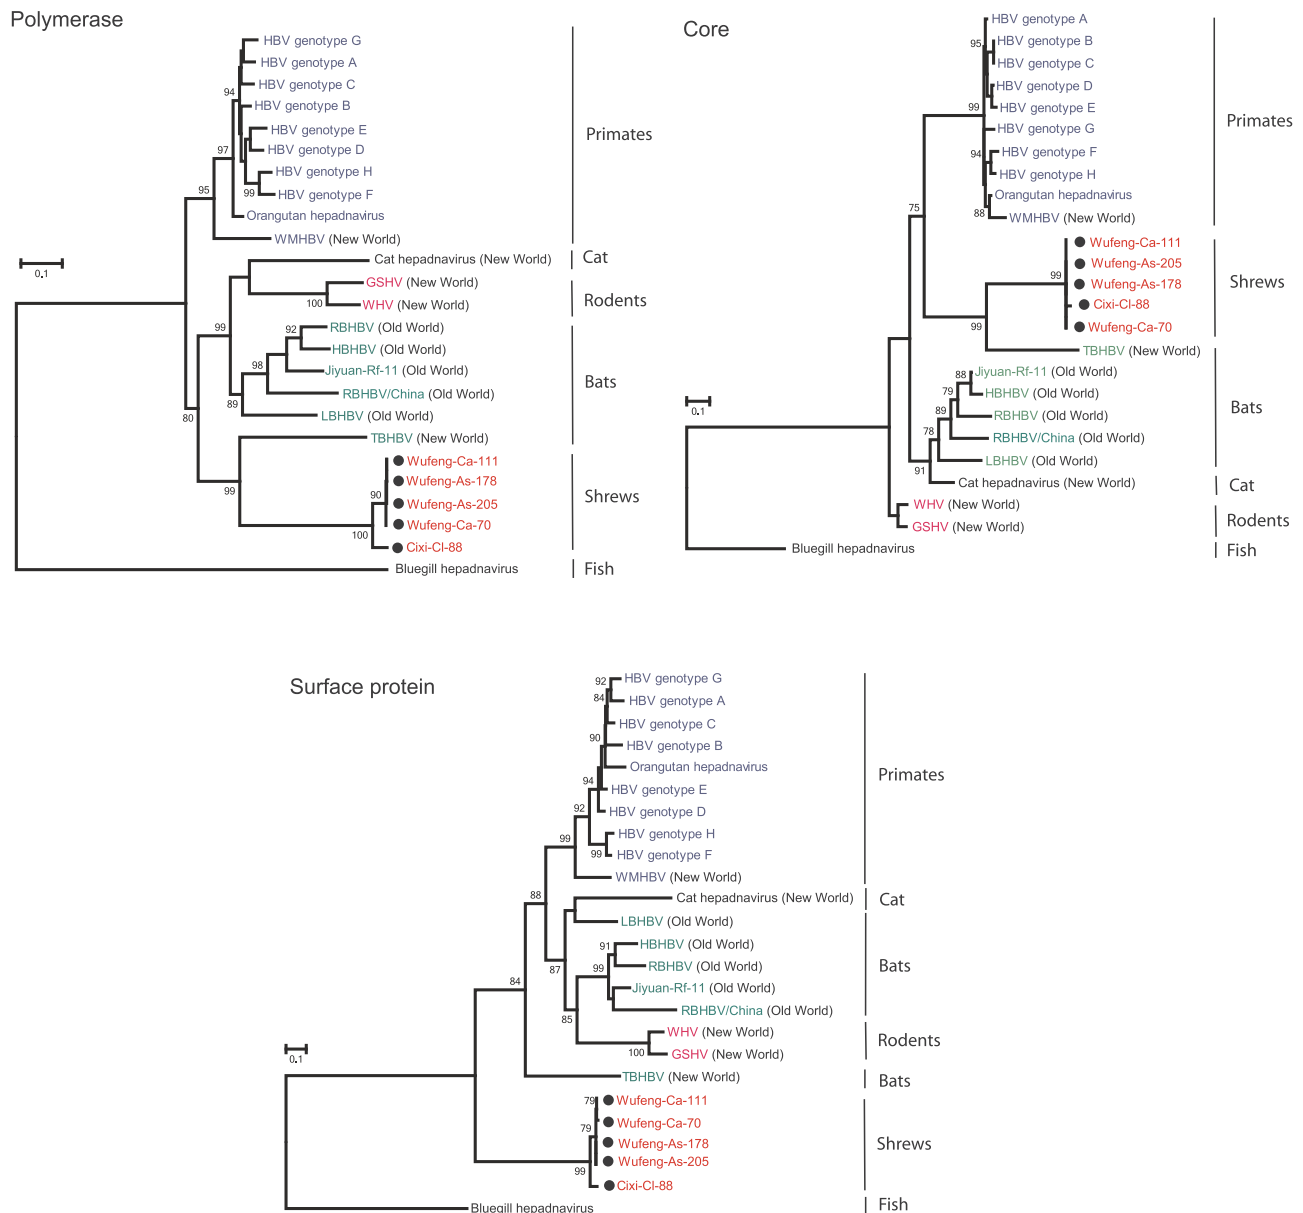 Polymerase
HBV genotype G
HBV genotype A
HBV genotype C
94
HBV genotype B
HBV genotype E
HBV genotype D
97
HBV genotype H
99
HBV genotype F
95
Orangutan hepadnavirus
WMHBV (New World)
Primates
0.1
Cat hepadnavirus (New World)
Cat
GSHV (New World)
100
WHV (New World)
Rodents
99
RBHBV (Old World)
92
HBHBV (Old World)
98
Jiyuan-Rf-11 (Old World)
RBHBV/China (Old World)
89
LBHBV (Old World)
80
TBHBV (New World)
Bats
99
Wufeng-Ca-111
Wufeng-As-178
90
Wufeng-As-205
Wufeng-Ca-70
100
Cixi-Cl-88
Shrews
Bluegill hepadnavirus
Fish
Core
HBV genotype A
95
HBV genotype B
HBV genotype C
HBV genotype D
99
HBV genotype E
HBV genotype G
94
HBV genotype F
HBV genotype H
Orangutan hepadnavirus
88
WMHBV (New World)
Primates
75
Wufeng-Ca-111
Wufeng-As-205
99
Wufeng-As-178
Cixi-Cl-88
Wufeng-Ca-70
Shrews
99
TBHBV (New World)
88
Jiyuan-Rf-11 (Old World)
79
HBHBV (Old World)
89
RBHBV (Old World)
78
RBHBV/China (Old World)
91
LBHBV (Old World)
Bats
0.1
Cat hepadnavirus (New World)
Cat
WHV (New World)
GSHV (New World)
Rodents
Bluegill hepadnavirus
Fish
Surface protein
92
HBV genotype G
84
HBV genotype A
HBV genotype C
90
HBV genotype B
Orangutan hepadnavirus
94
HBV genotype E
92
HBV genotype D
99
HBV genotype H
99
HBV genotype F
WMHBV (New World)
Primates
88
Cat hepadnavirus (New World)
Cat
LBHBV (Old World)
91
HBHBV (Old World)
87
99
RBHBV (Old World)
84
Jiyuan-Rf-11 (Old World)
85
RBHBV/China (Old World)
Bats
WHV (New World)
100
GSHV (New World)
Rodents
0.1
TBHBV (New World)
Bats
79
Wufeng-Ca-111
Wufeng-Ca-70
79
Wufeng-As-178
Wufeng-As-205
99
Cixi-Cl-88
Shrews
Bluegill hepadnavirus
Fish